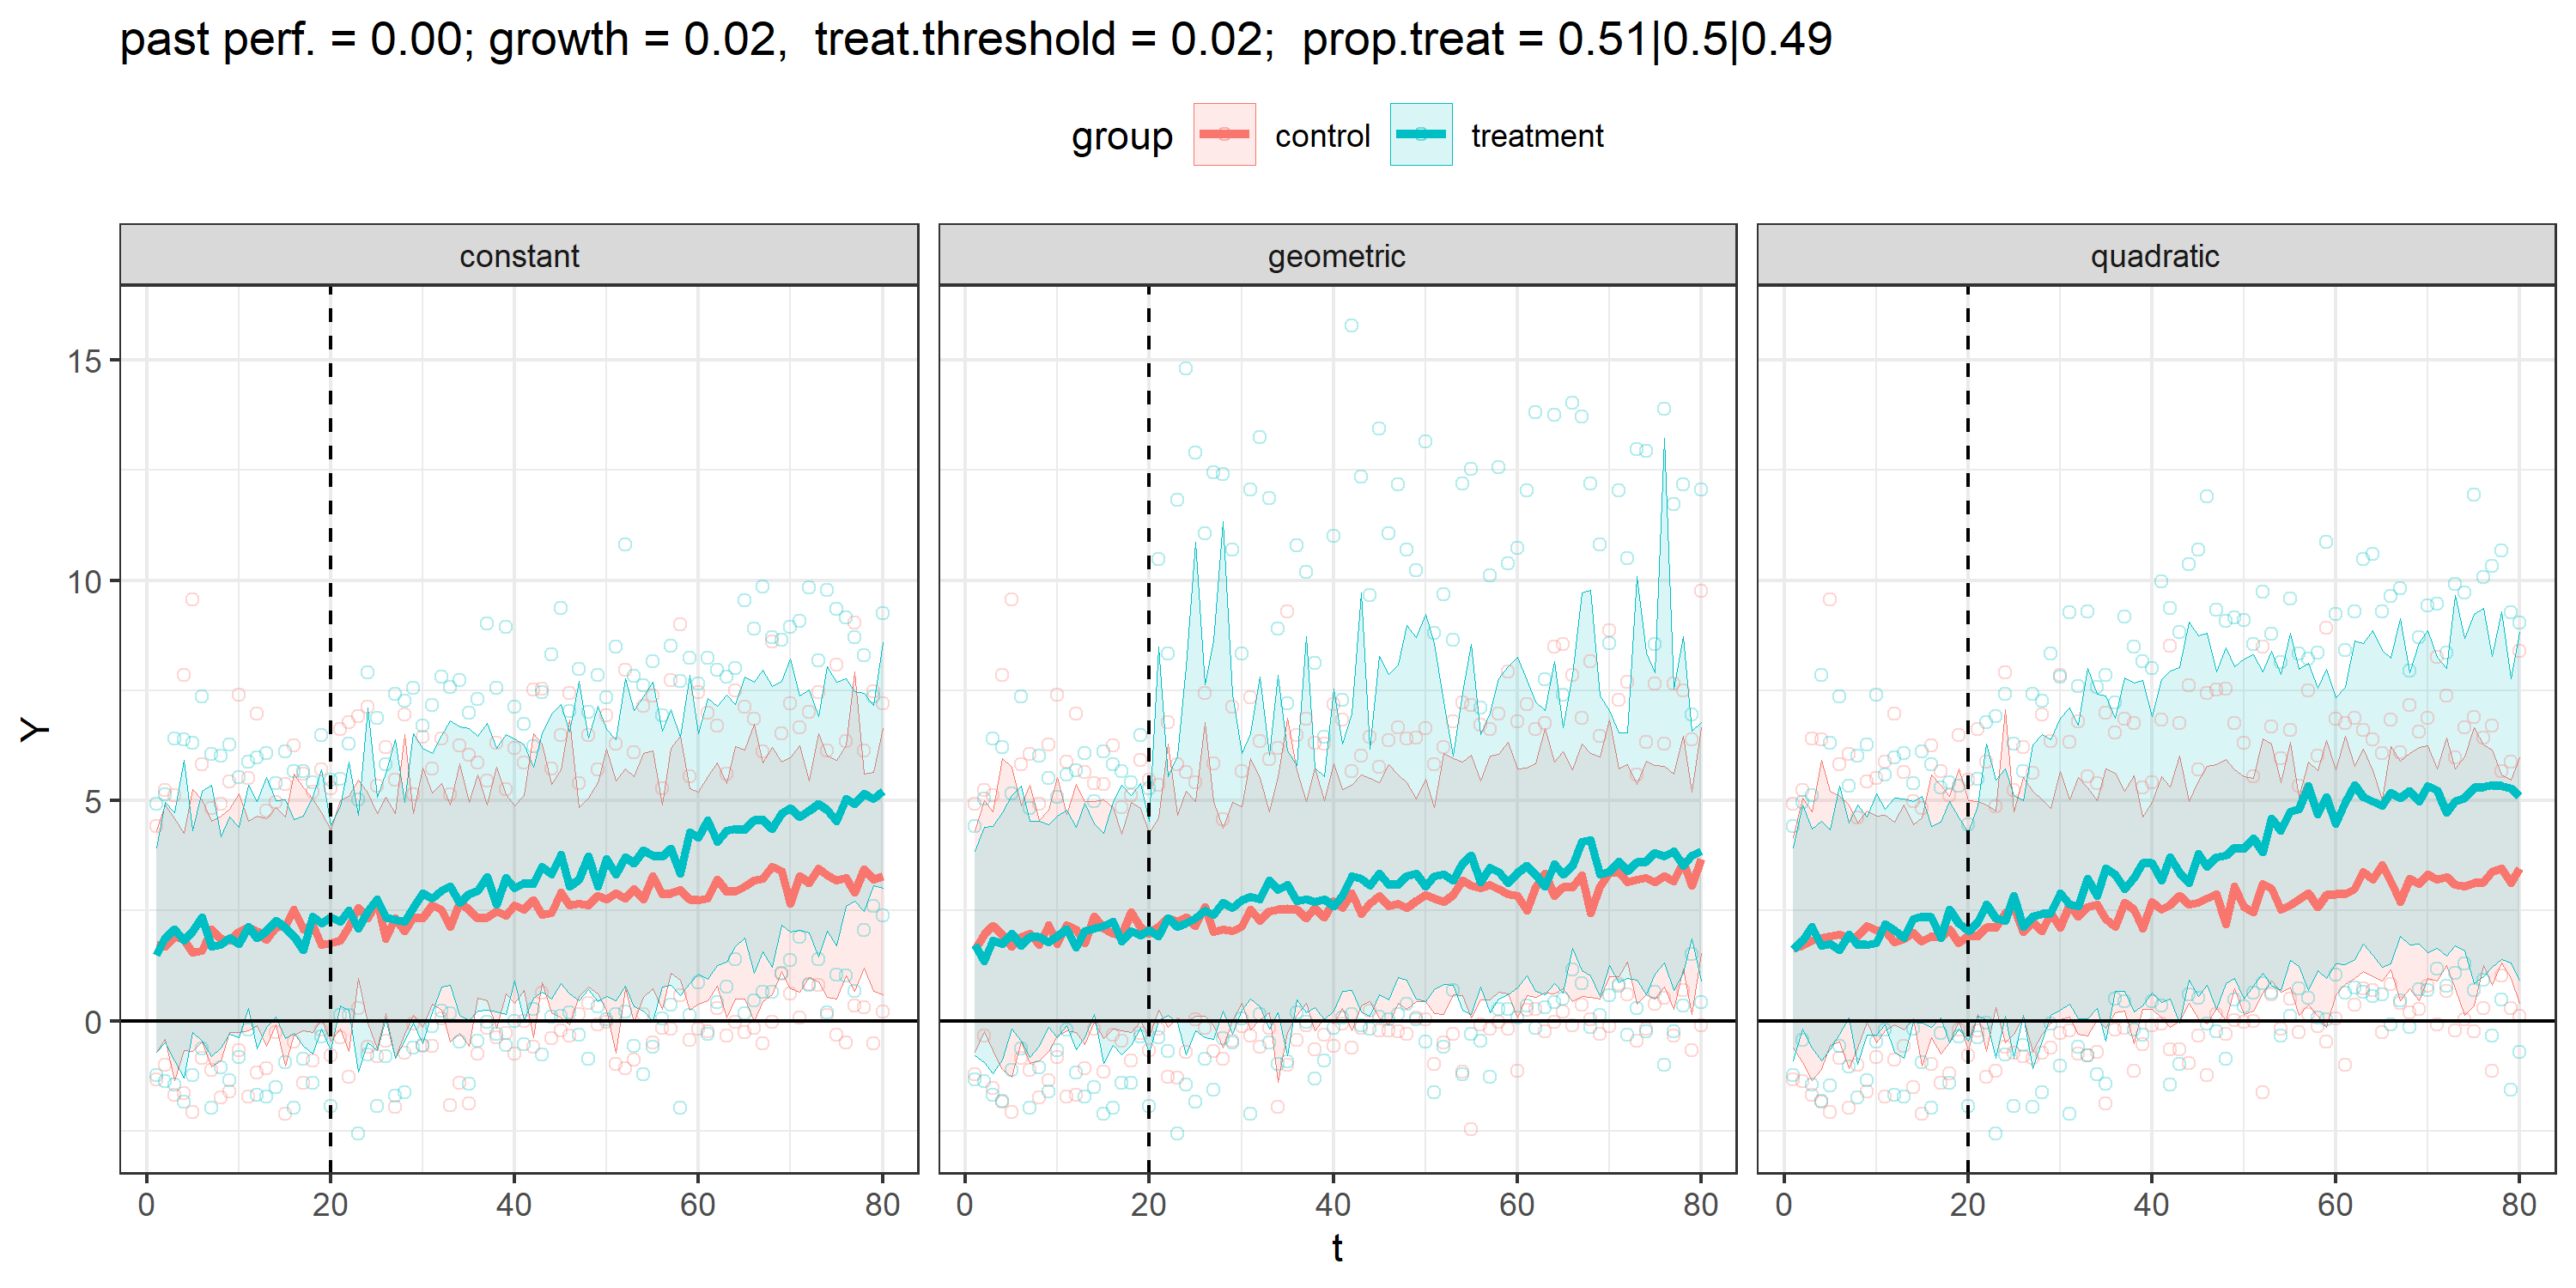 past perf. = 0.00; growth = 0.02,  treat.threshold = 0.02;  prop.treat = 0.51|0.5|0.49
group control treatment
constant geometric quadratic
15
10
5
0
Y
0 20 40 60 80 0 20 40 60 80 0 20 40 60 80
t